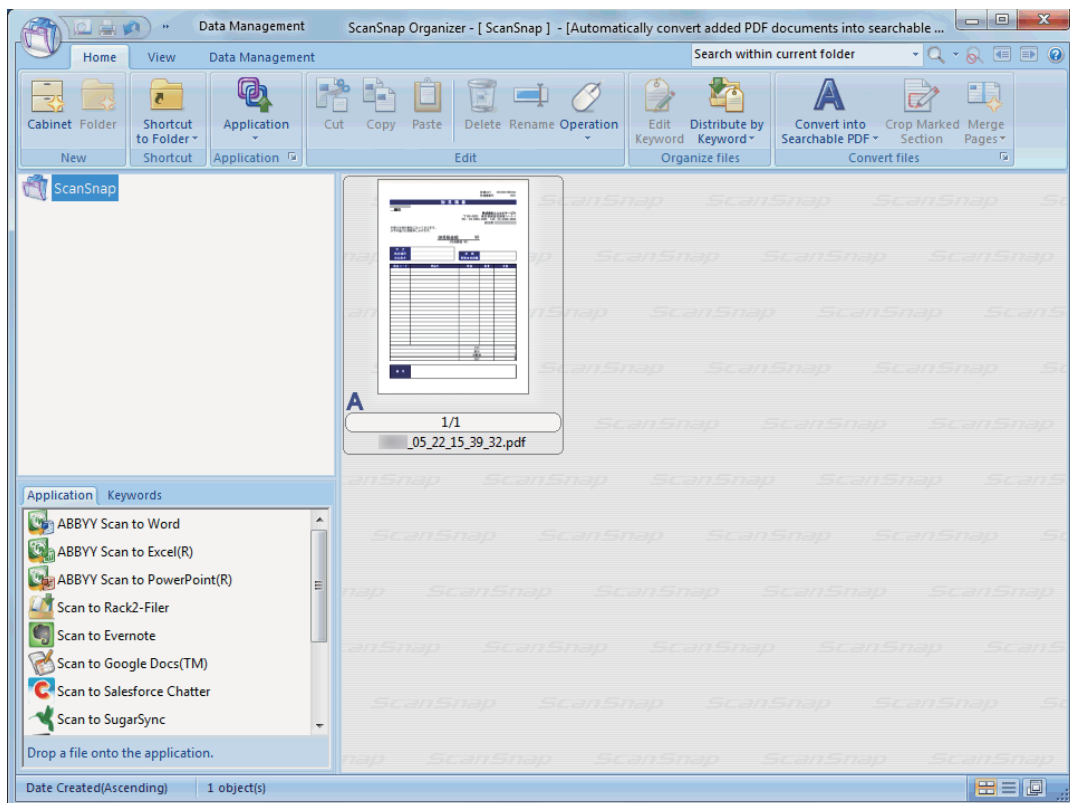 Data Management
ScanSnap Organizer - [ ScanSnap ] - [Automatically convert added PDF documents into searchable ...
Home View Data Management
Search within current folder
Cabinet Folder
New
Shortcut to Folder
Shortcut
Application
Application
Cut Copy Paste Delete Rename Operation
Edit
Edit Keyword
Distribute by Keyword
Organize files
Convert into Searchable PDF
Crop Marked Section
Merge Pages
Convert files
ScanSnap
A
1/1
_05_22_15_39_32.pdf
Application Keywords
ABBYY Scan to Word
ABBYY Scan to Excel(R)
ABBYY Scan to PowerPoint(R)
Scan to Rack2-Filer
Scan to Evernote
Scan to Google Docs(TM)
Scan to Salesforce Chatter
Scan to SugarSync
Drop a file onto the application.
Date Created(Ascending) 1 object(s)